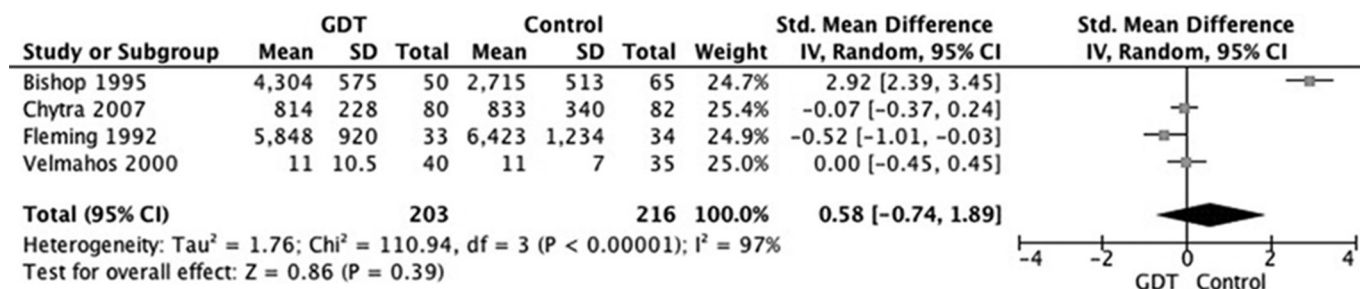 GDT Control Std. Mean Difference Std. Mean Difference
Study or Subgroup Mean SD Total Mean SD Total Weight IV, Random, 95% CI IV, Random, 95% CI
Bishop 1995 4,304 575 50 2,715 513 65 24.7% 2.92 [2.39, 3.45]
Chytra 2007 814 228 80 833 340 82 25.4% -0.07 [-0.37, 0.24]
Fleming 1992 5,848 920 33 6,423 1,234 34 24.9% -0.52 [-1.01, -0.03]
Velmahos 2000 11 10.5 40 11 7 35 25.0% 0.00 [-0.45, 0.45]
Total (95% CI) 203 216 100.0% 0.58 [-0.74, 1.89]
Heterogeneity: Tau² = 1.76; Chi² = 110.94, df = 3 (P < 0.00001); I² = 97%
Test for overall effect: Z = 0.86 (P = 0.39)
-4 -2 0 2 4
GDT Control